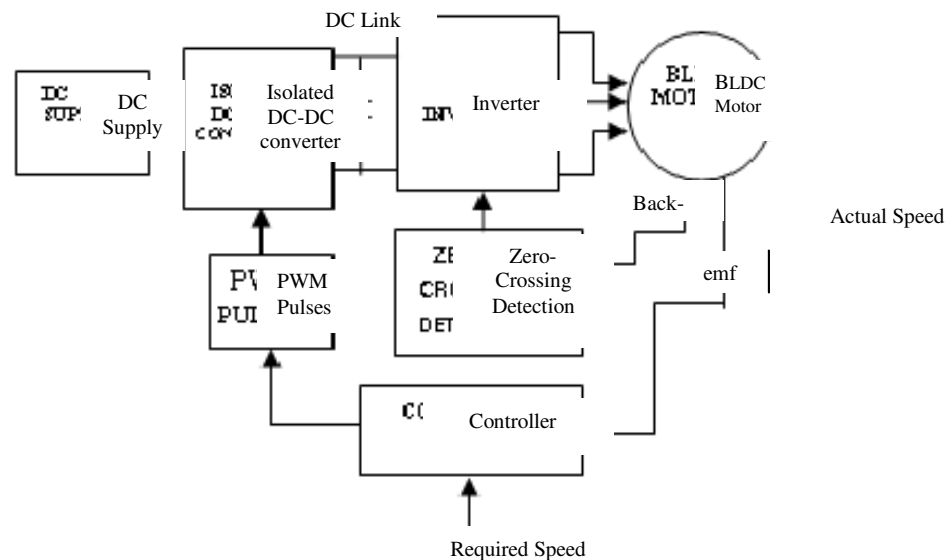 DC Link
DC
Supply
Isolated
DC-DC
converter
Inverter
BLDC
Motor
Back-
emf
Actual Speed
PWM
Pulses
Zero-
Crossing
Detection
Controller
Required Speed